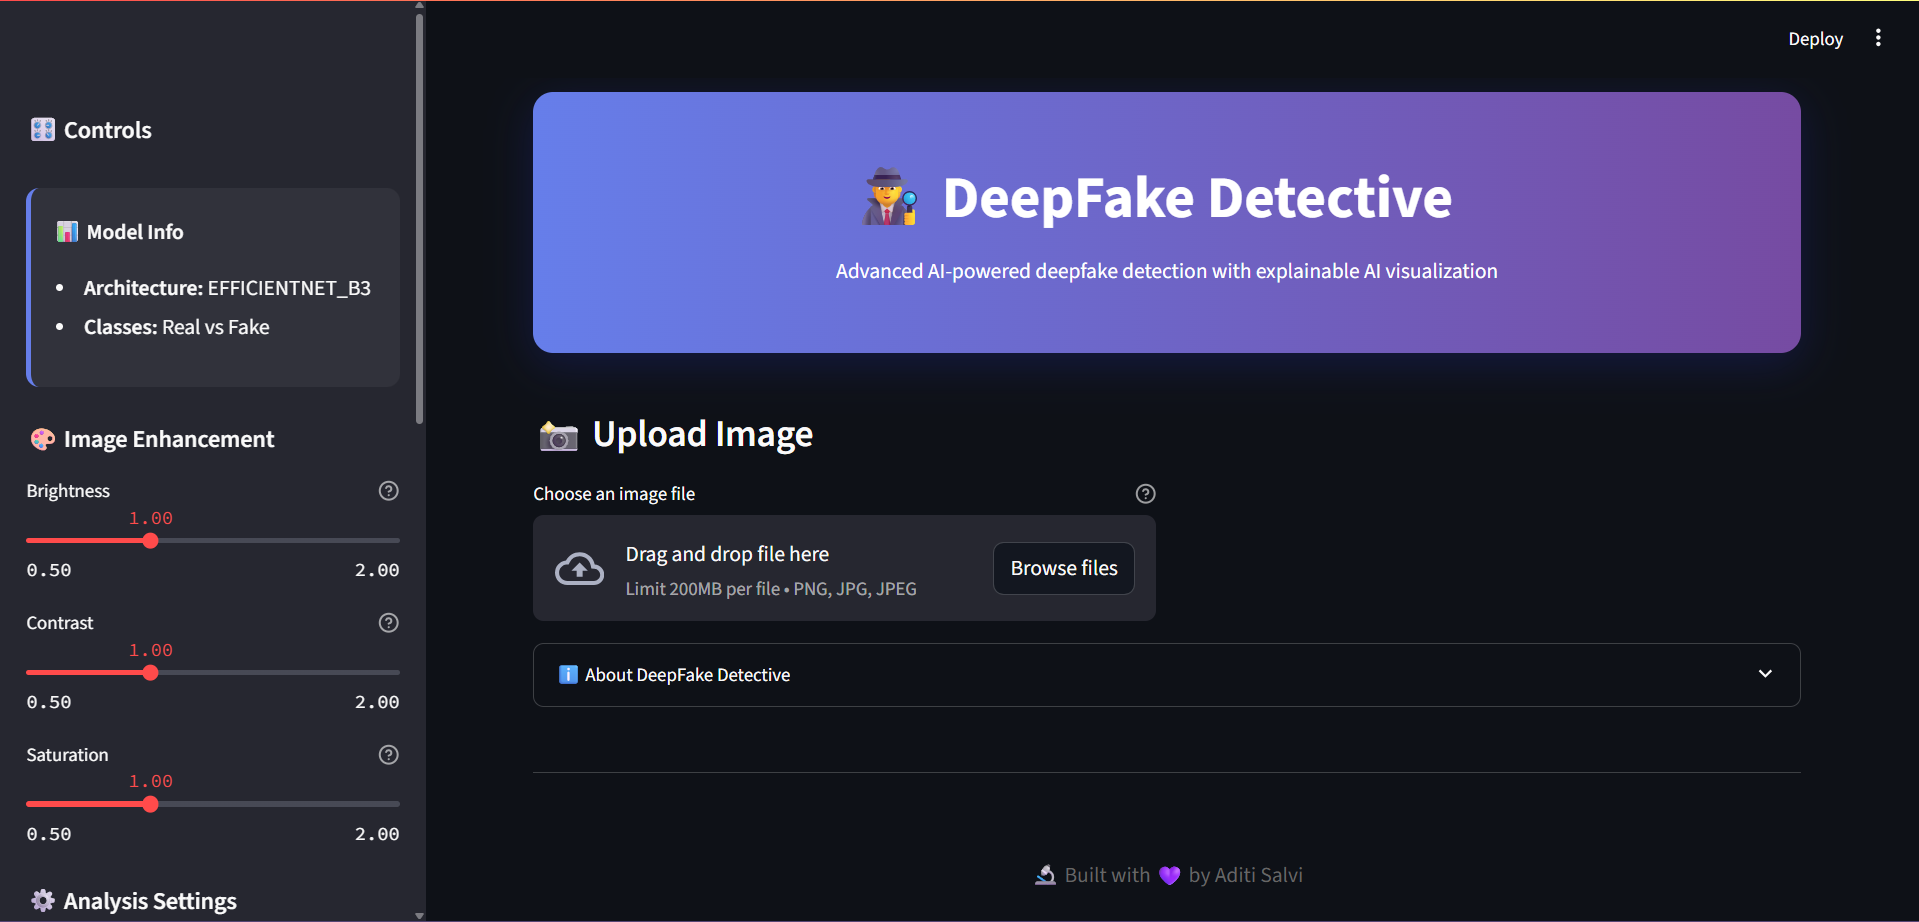 Deploy
Controls
Model Info
Architecture: EFFICIENTNET_B3
Classes: Real vs Fake
Image Enhancement
Brightness
1.00
0.50 2.00
Contrast
1.00
0.50 2.00
Saturation
1.00
0.50 2.00
Analysis Settings
DeepFake Detective
Advanced AI-powered deepfake detection with explainable AI visualization
Upload Image
Choose an image file
Drag and drop file here
Limit 200MB per file • PNG, JPG, JPEG
Browse files
About DeepFake Detective
Built with 💜 by Aditi Salvi